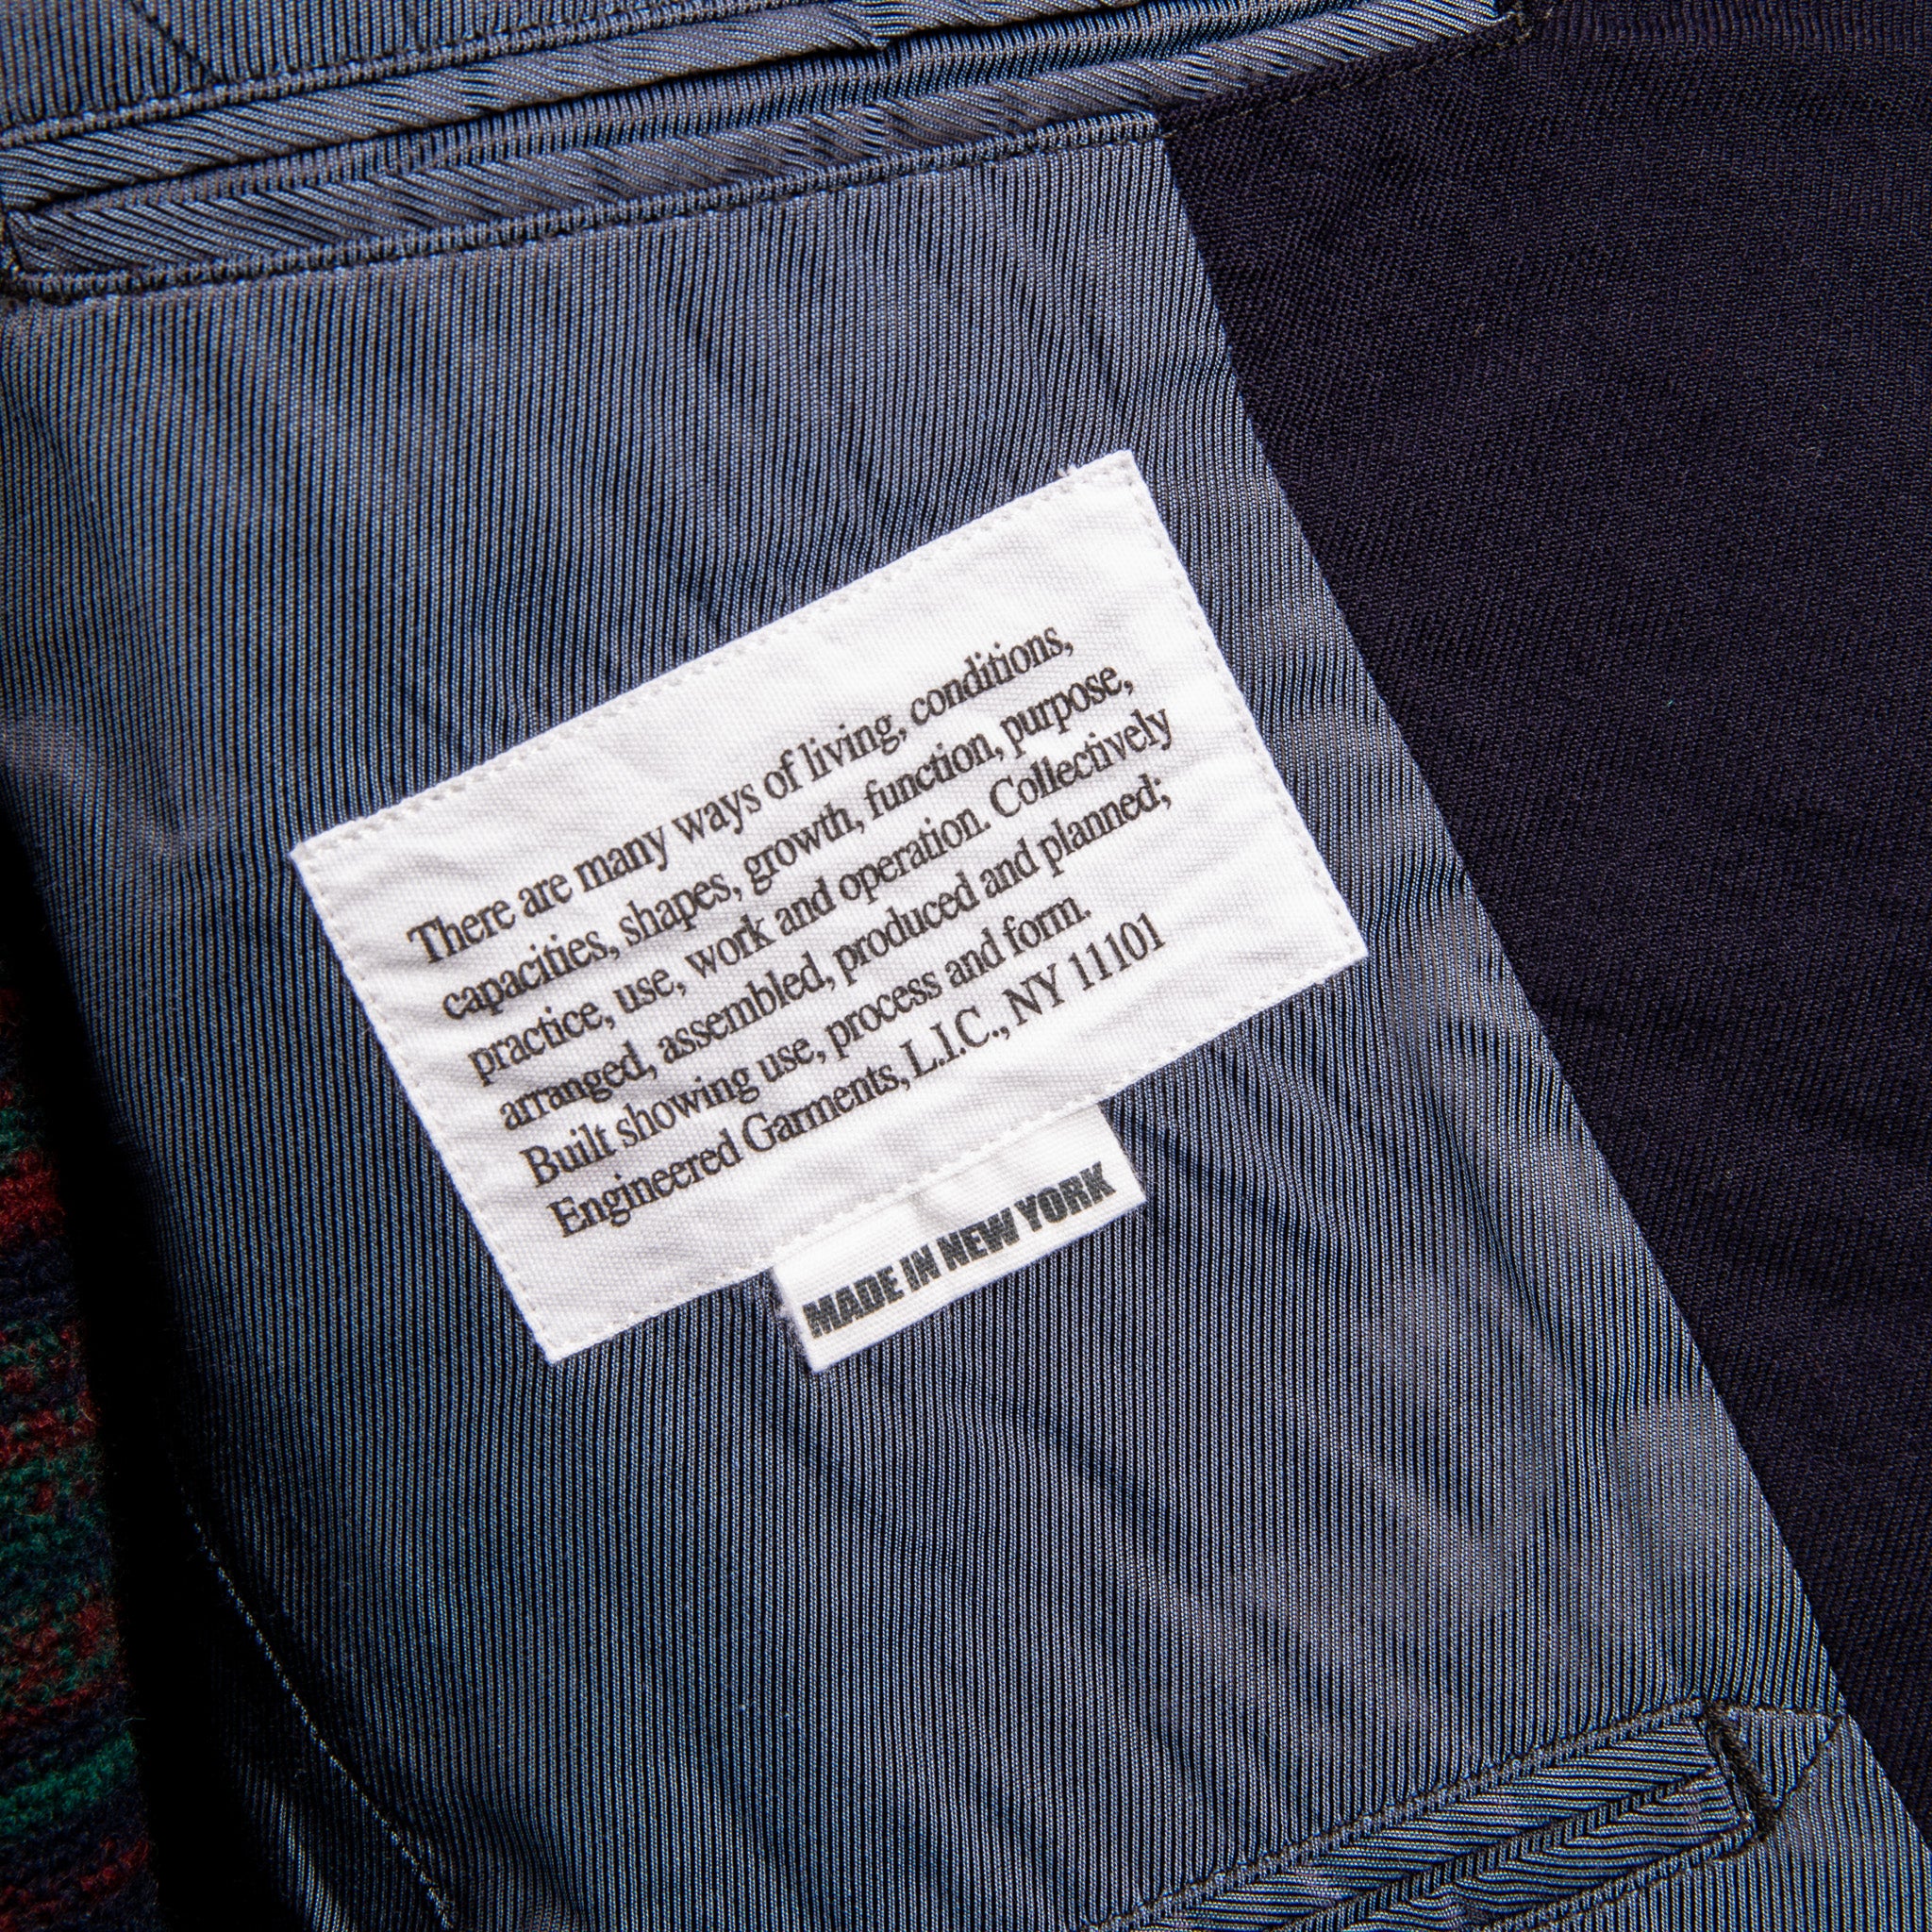 There are many ways of living, conditions,
capacities, shapes, growth, function, purpose,
practice, use, work and operation. Collectively
arranged, assembled, produced and planned;
Built showing use, process and form.
Engineered Garments, L.I.C., NY 11101
MADE IN NEW YORK